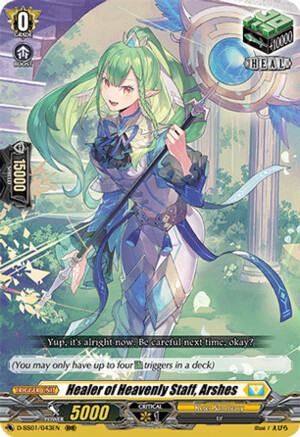 0
GRADE
BOOST
+10000
HEAL
15000
SHIELD
Yup, it's alright now. Be careful next time, okay?
(You may only have up to four triggers in a deck)
TRIGGER UNIT
Healer of Heavenly Staff, Arshes
D-SS01/043EN
POWER
5000
CRITICAL
1
Elf